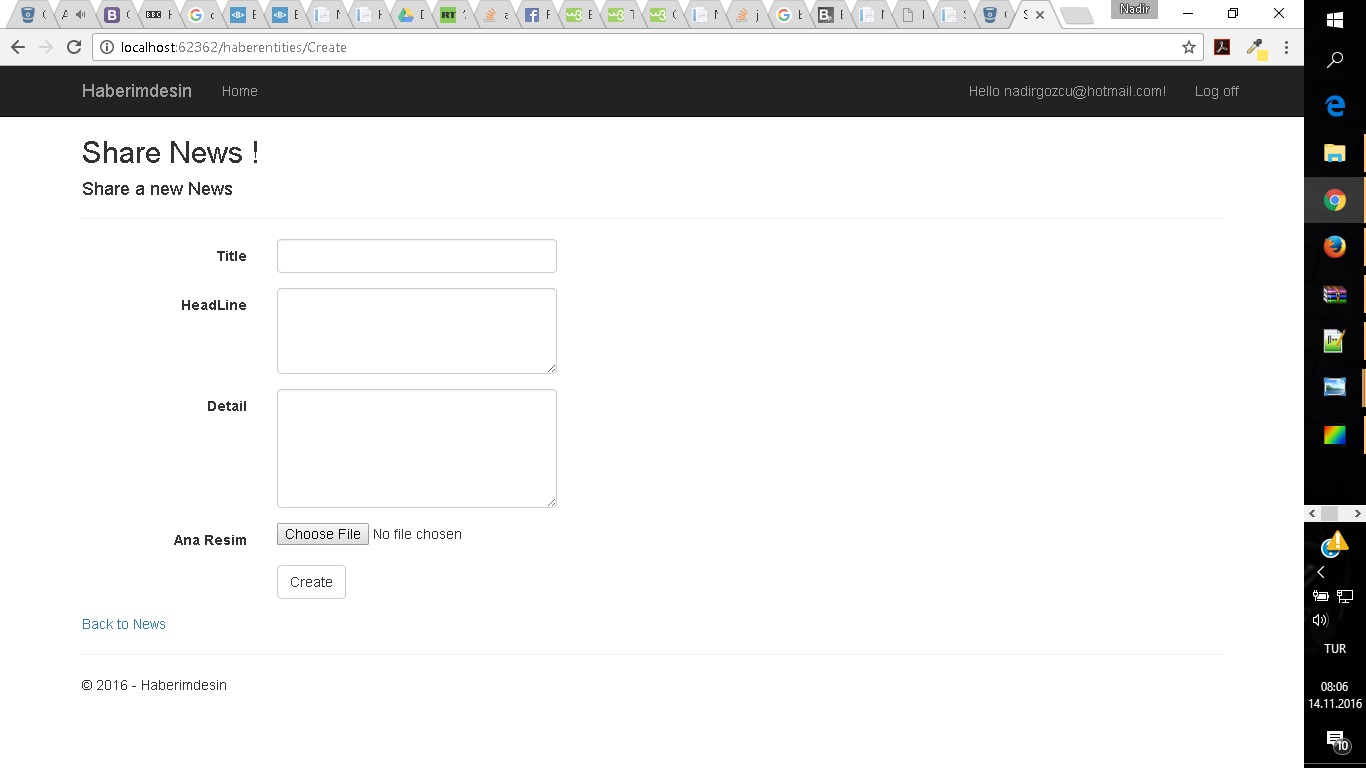 Nadir
localhost:62362/haberentities/Create
Haberimdesin
Home
Hello nadirgozcu@hotmail.com!
Log off
Share News !
Share a new News
Title
HeadLine
Detail
Ana Resim
Choose File No file chosen
Create
Back to News
© 2016 - Haberimdesin
TUR
08:06
14.11.2016
10